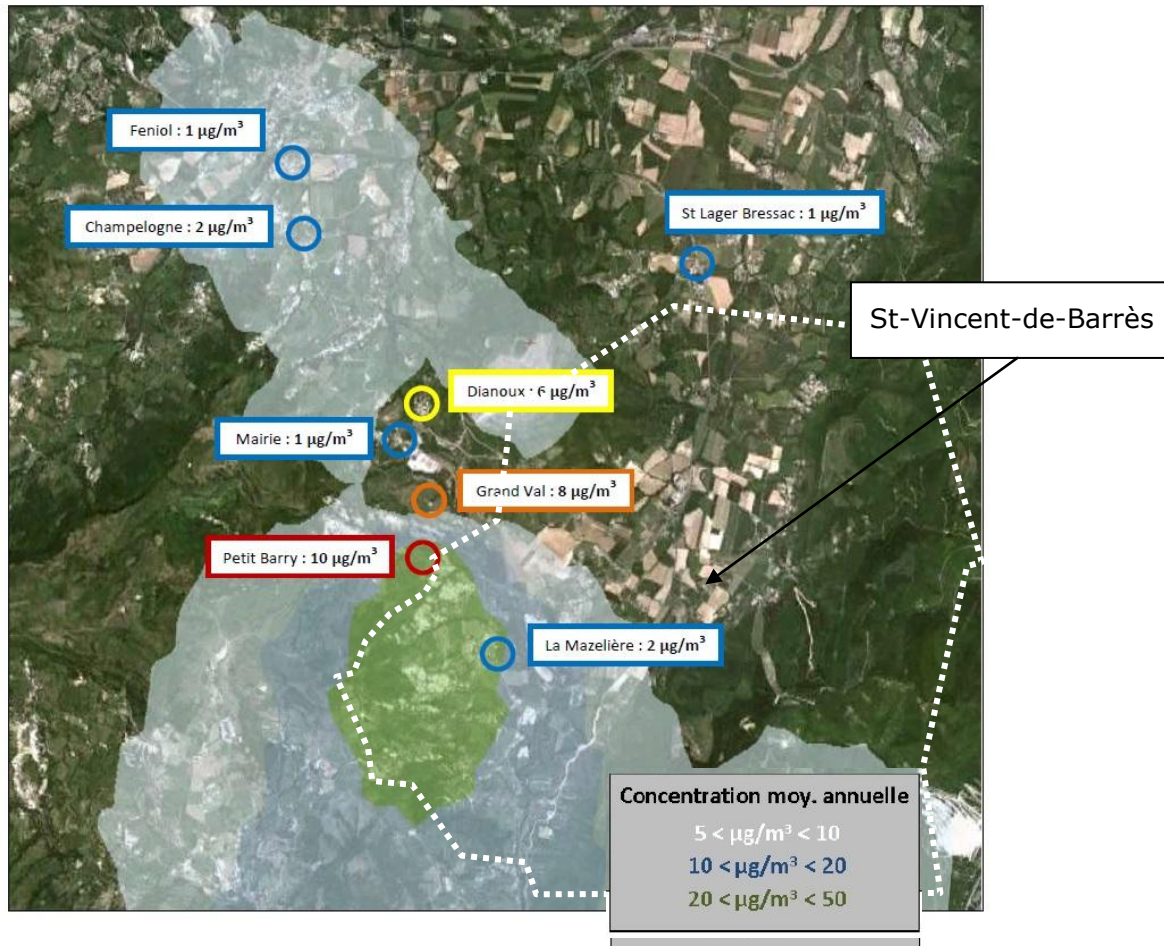 Feniol : 1 µg/m³
Champelogne : 2 µg/m³
St Lager Bressac : 1 µg/m³
St-Vincent-de-Barrès
Dianoux : 6 µg/m³
Mairie : 1 µg/m³
Grand Val : 8 µg/m³
Petit Barry : 10 µg/m³
La Mazelière : 2 µg/m³
Concentration moy. annuelle
5 < µg/m³ < 10
10 < µg/m³ < 20
20 < µg/m³ < 50